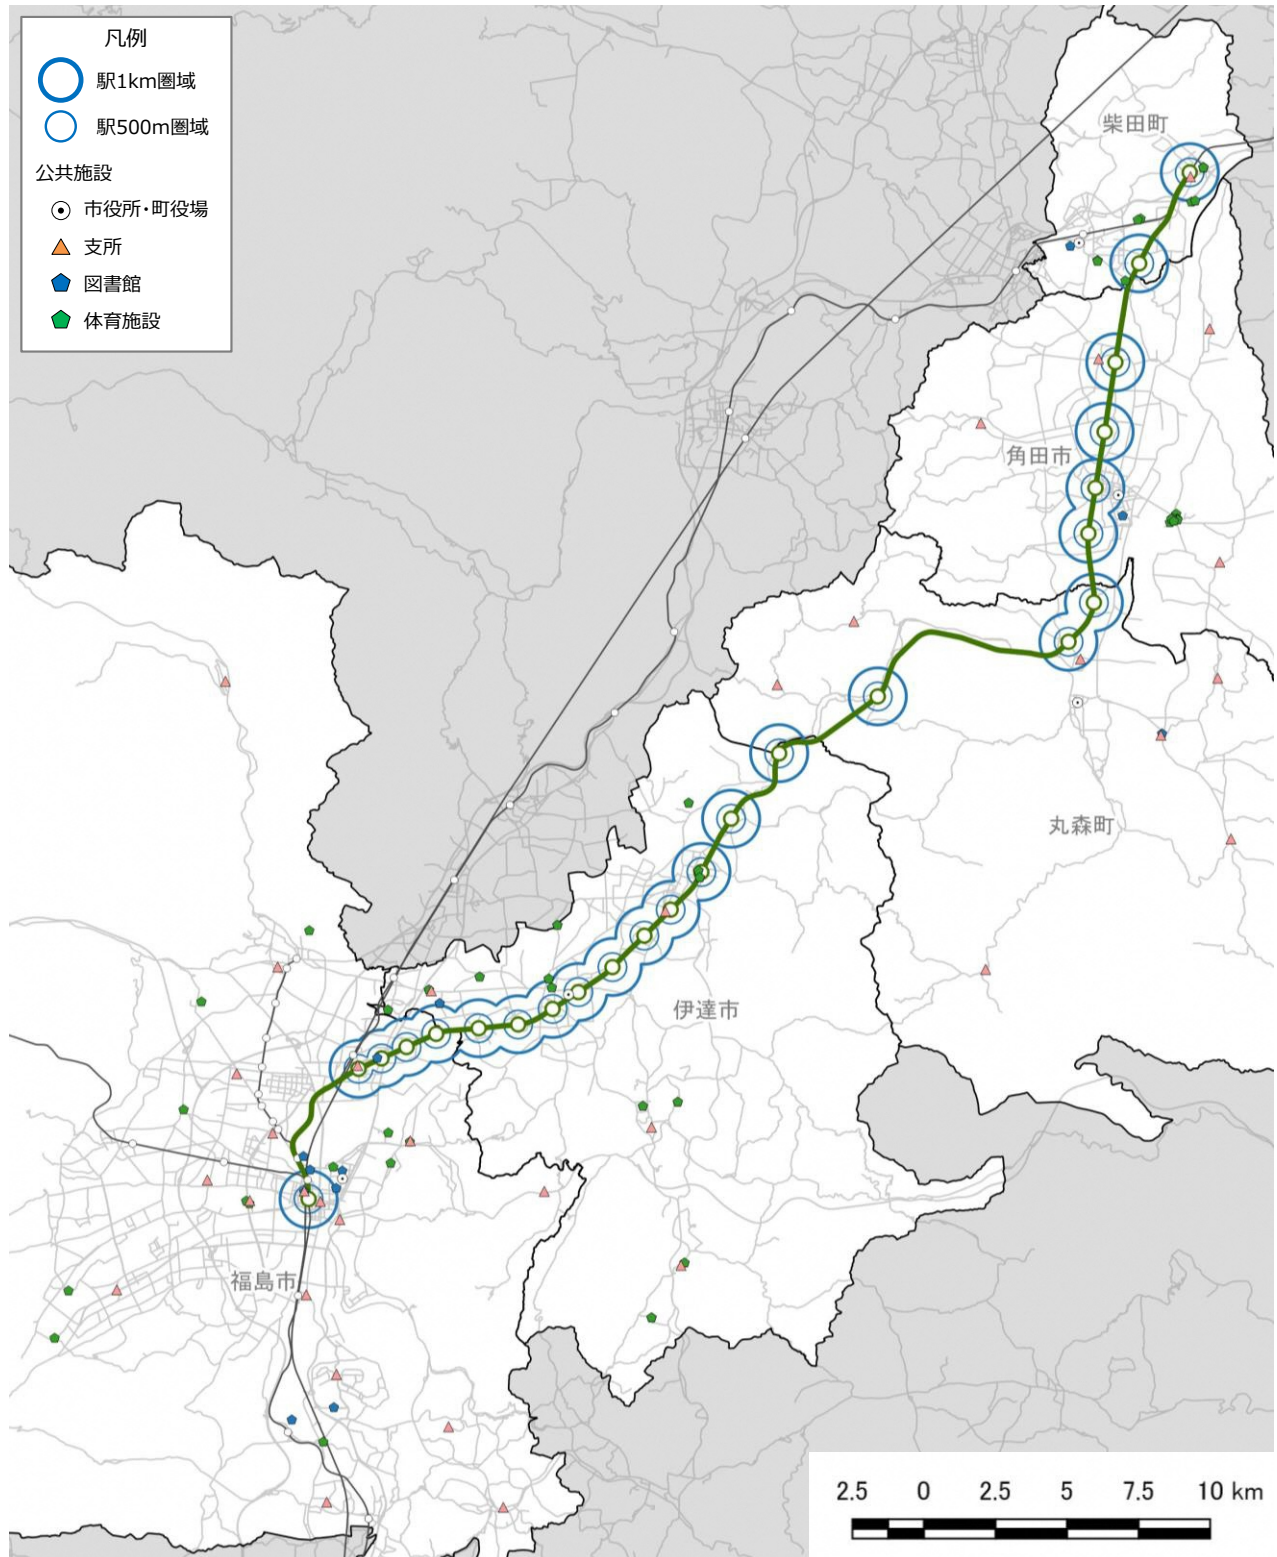 凡例
駅1km圏域
駅500m圏域
公共施設
市役所・町役場
支所
図書館
体育施設
柴田町
角田市
丸森町
伊達市
福島市
2.5 0 2.5 5 7.5 10 km